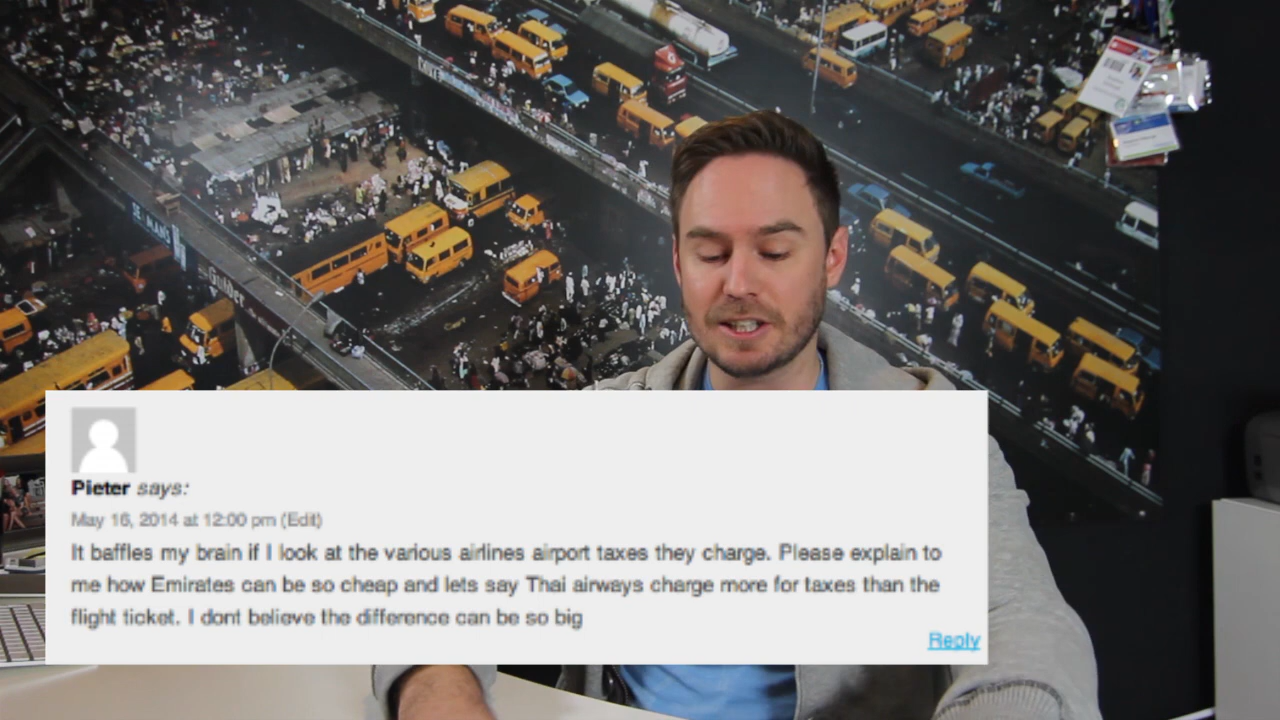 Pieter says:
May 16, 2014 at 12:00 pm (Edit)
It baffles my brain if I look at the various airlines airport taxes they charge. Please explain to
me how Emirates can be so cheap and lets say Thai airways charge more for taxes than the
flight ticket. I dont believe the difference can be so big
Reply